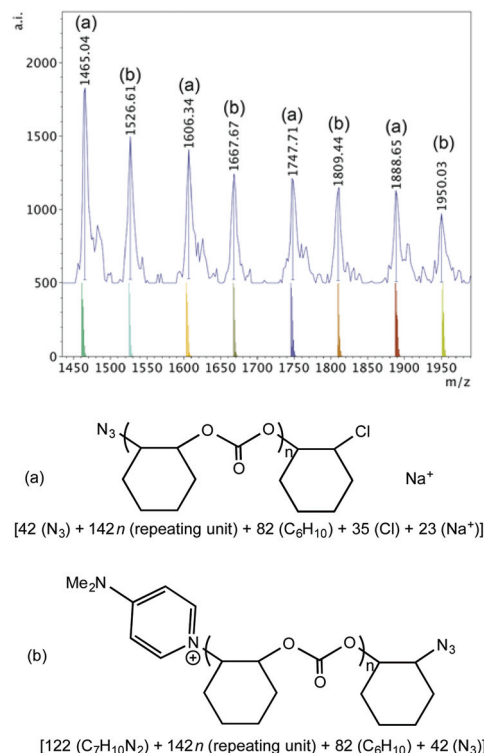 a.i.
(a)
(b)
(a)
(b)
(a)
(b)
(a)
(b)
1465.04
1526.61
1606.34
1667.67
1747.71
1809.44
1888.65
1950.03
2000
1500
1000
500
0
1450 1500 1550 1600 1650 1700 1750 1800 1850 1900 1950
m/z
N3
O
O
O
n
Cl
(a)
Na+
[42 (N3) + 142n (repeating unit) + 82 (C6H10) + 35 (Cl) + 23 (Na+)]
Me2N
(b)
N
⊕
O
O
O
n
N3
[122 (C7H10N2) + 142n (repeating unit) + 82 (C6H10) + 42 (N3)]